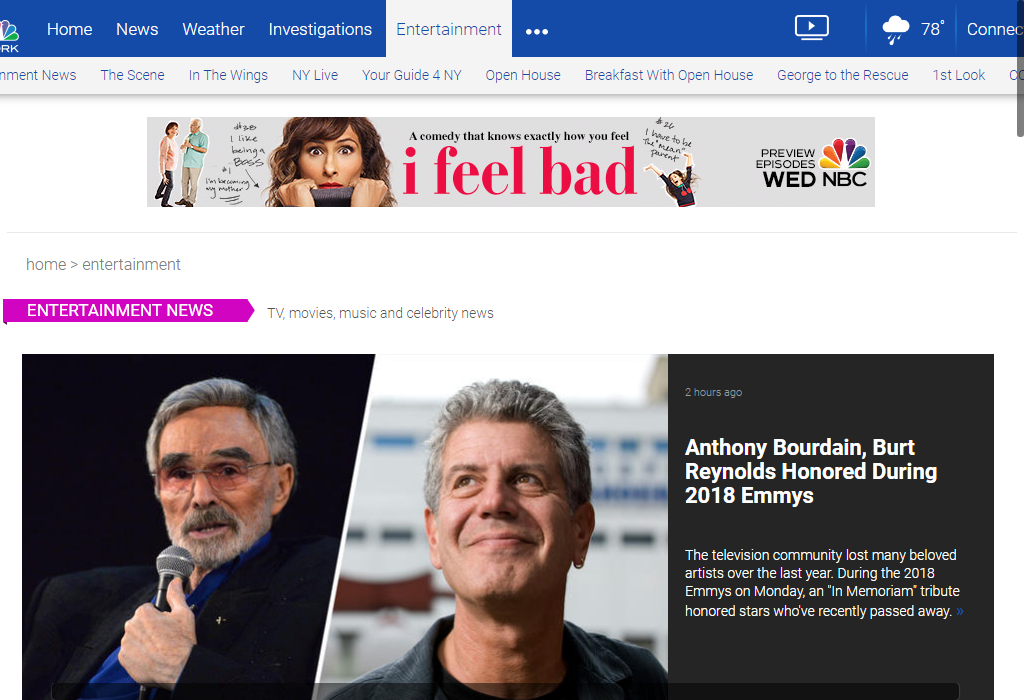 Home News Weather Investigations Entertainment ••• 78° Connec
ORK
nment News The Scene In The Wings NY Live Your Guide 4 NY Open House Breakfast With Open House George to the Rescue 1st Look CO
#28
I like
being a
BOSS
#1
I'm becoming
my mother
A comedy that knows exactly how you feel
i feel bad
#26
I have to be
the "mean"
parent
PREVIEW
EPISODES
WED NBC
home > entertainment
ENTERTAINMENT NEWS
TV, movies, music and celebrity news
2 hours ago
Anthony Bourdain, Burt
Reynolds Honored During
2018 Emmys
The television community lost many beloved
artists over the last year. During the 2018
Emmys on Monday, an "In Memoriam" tribute
honored stars who've recently passed away. »